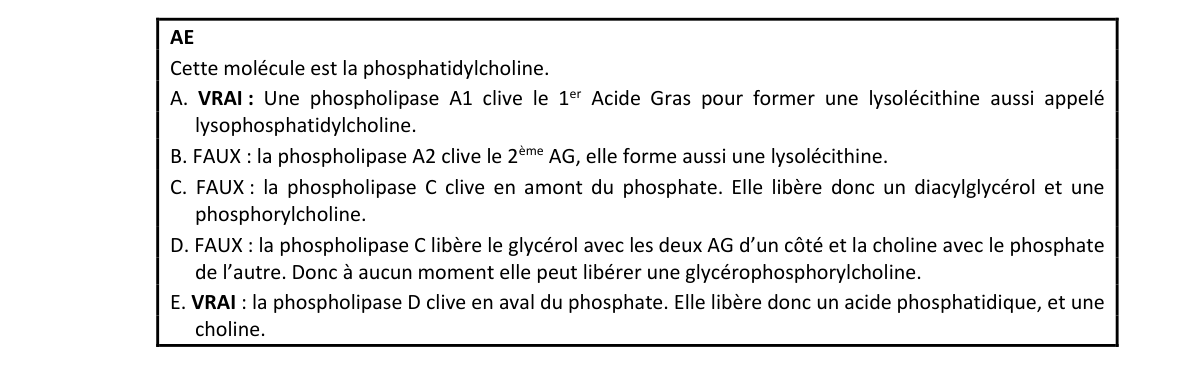 AE
Cette molécule est la phosphatidylcholine.
A. VRAI : Une phospholipase A1 clive le 1er Acide Gras pour former une lysolécithine aussi appelé
lysophosphatidylcholine.
B. FAUX : la phospholipase A2 clive le 2ème AG, elle forme aussi une lysolécithine.
C. FAUX : la phospholipase C clive en amont du phosphate. Elle libère donc un diacylglycérol et une
phosphorylcholine.
D. FAUX : la phospholipase C libère le glycérol avec les deux AG d’un côté et la choline avec le phosphate
de l’autre. Donc à aucun moment elle peut libérer une glycérophosphorylcholine.
E. VRAI : la phospholipase D clive en aval du phosphate. Elle libère donc un acide phosphatidique, et une
choline.